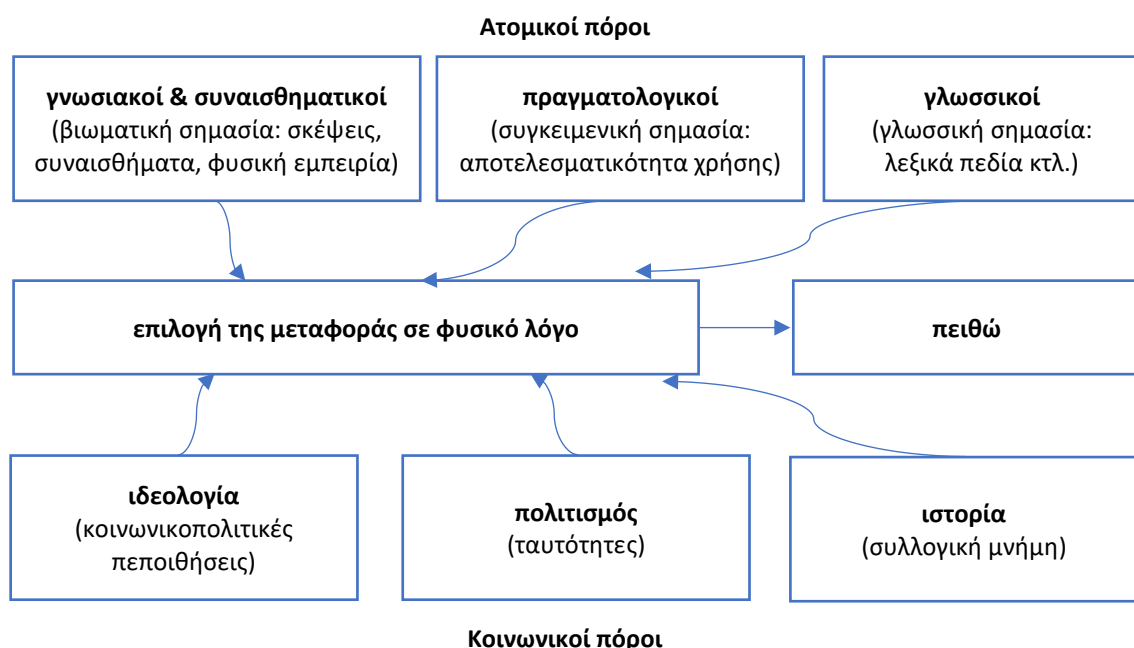 Ατομικοί πόροι
γνωσιακοί & συναισθηματικοί
(βιωματική σημασία: σκέψεις,
συναισθήματα, φυσική εμπειρία)
πραγματολογικοί
(συγκειμενική σημασία:
αποτελεσματικότητα χρήσης)
γλωσσικοί
(γλωσσική σημασία:
λεξικά πεδία κτλ.)
επιλογή της μεταφοράς σε φυσικό λόγο
πειθώ
ιδεολογία
(κοινωνικοπολιτικές
πεποιθήσεις)
πολιτισμός
(ταυτότητες)
ιστορία
(συλλογική μνήμη)
Κοινωνικοί πόροι